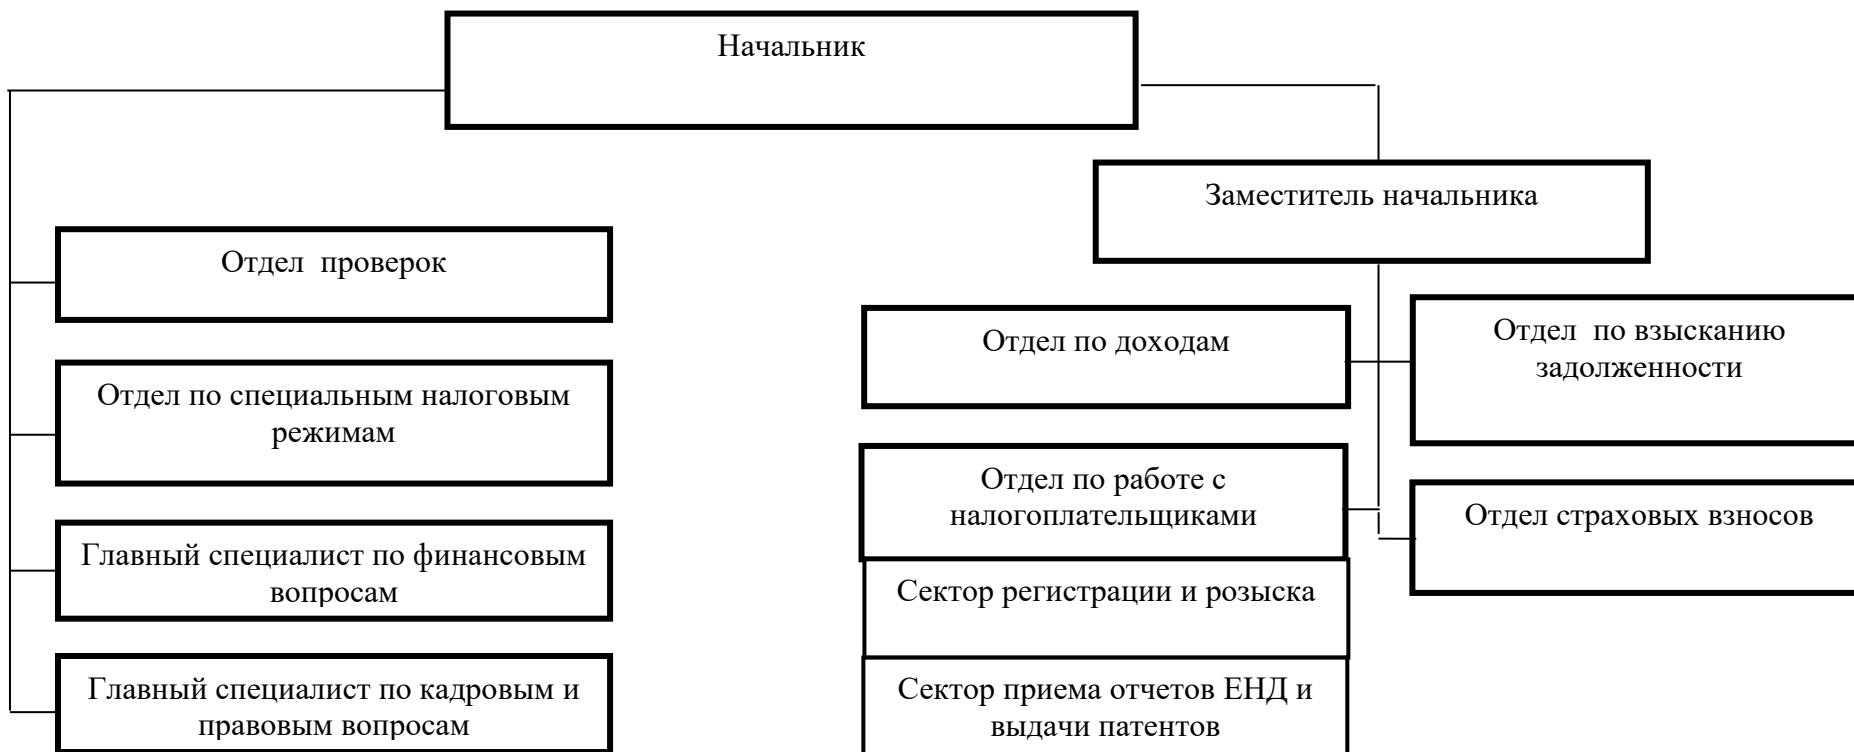 Начальник
Заместитель начальника
Отдел проверок
Отдел по специальным налоговым
режимам
Главный специалист по финансовым
вопросам
Главный специалист по кадровым и
правовым вопросам
Отдел по доходам
Отдел по взысканию
задолженности
Отдел по работе с
налогоплательщиками
Отдел страховых взносов
Сектор регистрации и розыска
Сектор приема отчетов ЕНД и
выдачи патентов